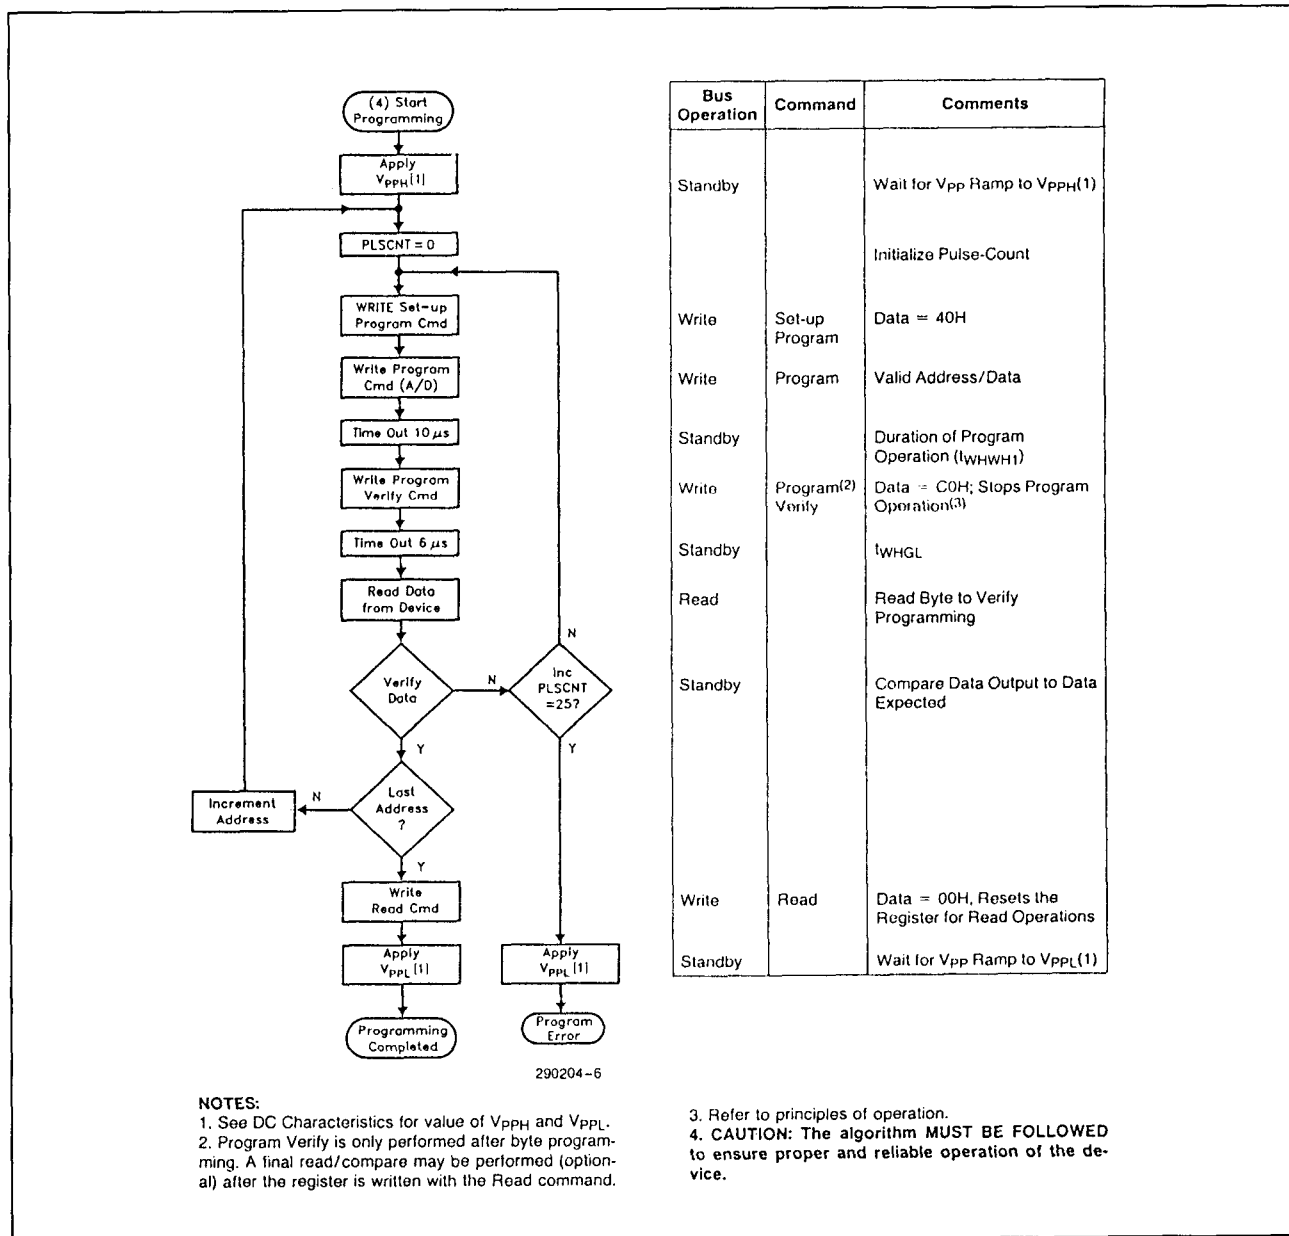 (4) Start
Programming
Apply
VPPH[1]
PLSCNT = 0
WRITE Set-up
Program Cmd
Write Program
Cmd (A/D)
Time Out 10 μs
Write Program
Verify Cmd
Time Out 6 μs
Read Data
from Device
Verify
Data
N
Inc
PLSCNT
=25?
N
Y
Y
Last
Address
?
N
Increment
Address
Y
Write
Read Cmd
Apply
VPPL[1]
Programming
Completed
Apply
VPPL[1]
Program
Error
290204-6
Bus Operation Command Comments
Standby Wait for VPP Ramp to VPPH(1)
Initialize Pulse-Count
Write Set-up Program Data = 40H
Write Program Valid Address/Data
Standby Duration of Program
Operation (tWHWH1)
Write Program(2) Verify Data = C0H; Stops Program
Operation(3)
Standby tWHGL
Read Read Byte to Verify
Programming
Standby Compare Data Output to Data
Expected
Write Read Data = 00H, Resets the
Register for Read Operations
Standby Wait for VPP Ramp to VPPL(1)
NOTES:
1. See DC Characteristics for value of VPPH and VPPL.
2. Program Verify is only performed after byte program-
ming. A final read/compare may be performed (option-
al) after the register is written with the Read command.
3. Refer to principles of operation.
4. CAUTION: The algorithm MUST BE FOLLOWED
to ensure proper and reliable operation of the de-
vice.